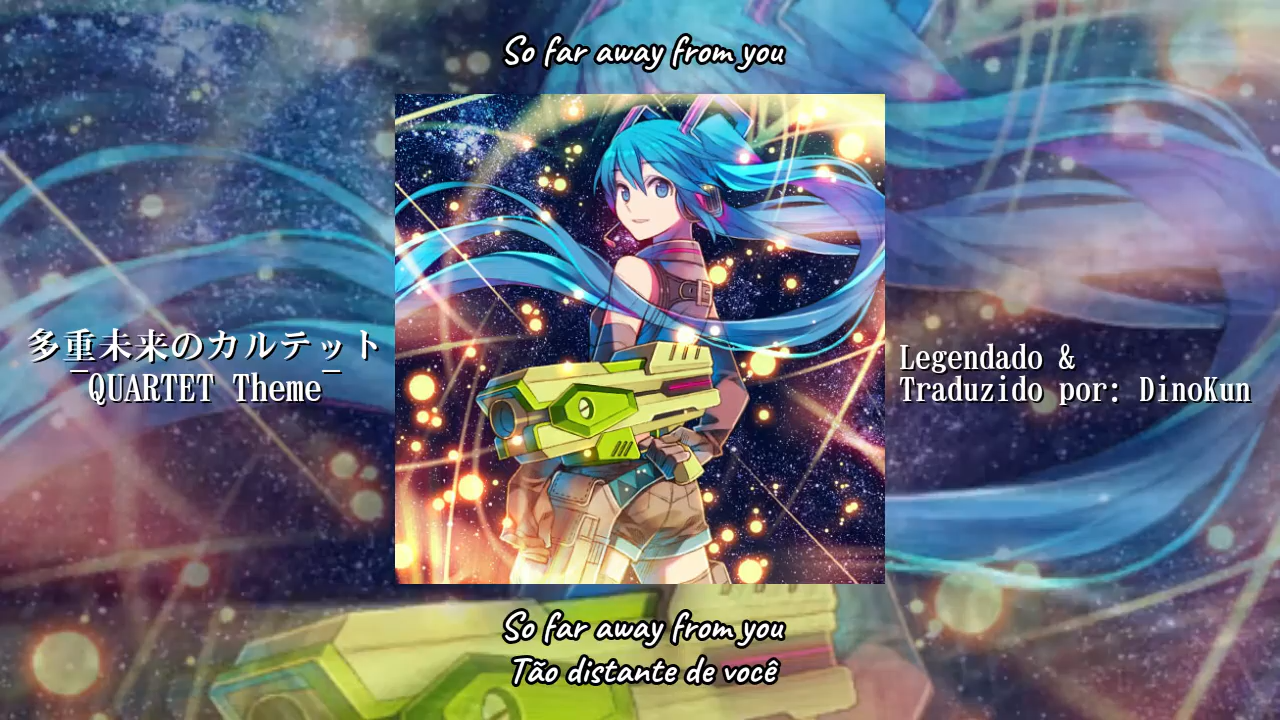 So far away from you
多重未来のカルテット
‾QUARTET Theme‾
Legendado &
Traduzido por: DinoKun
So far away from you
Tão distante de você